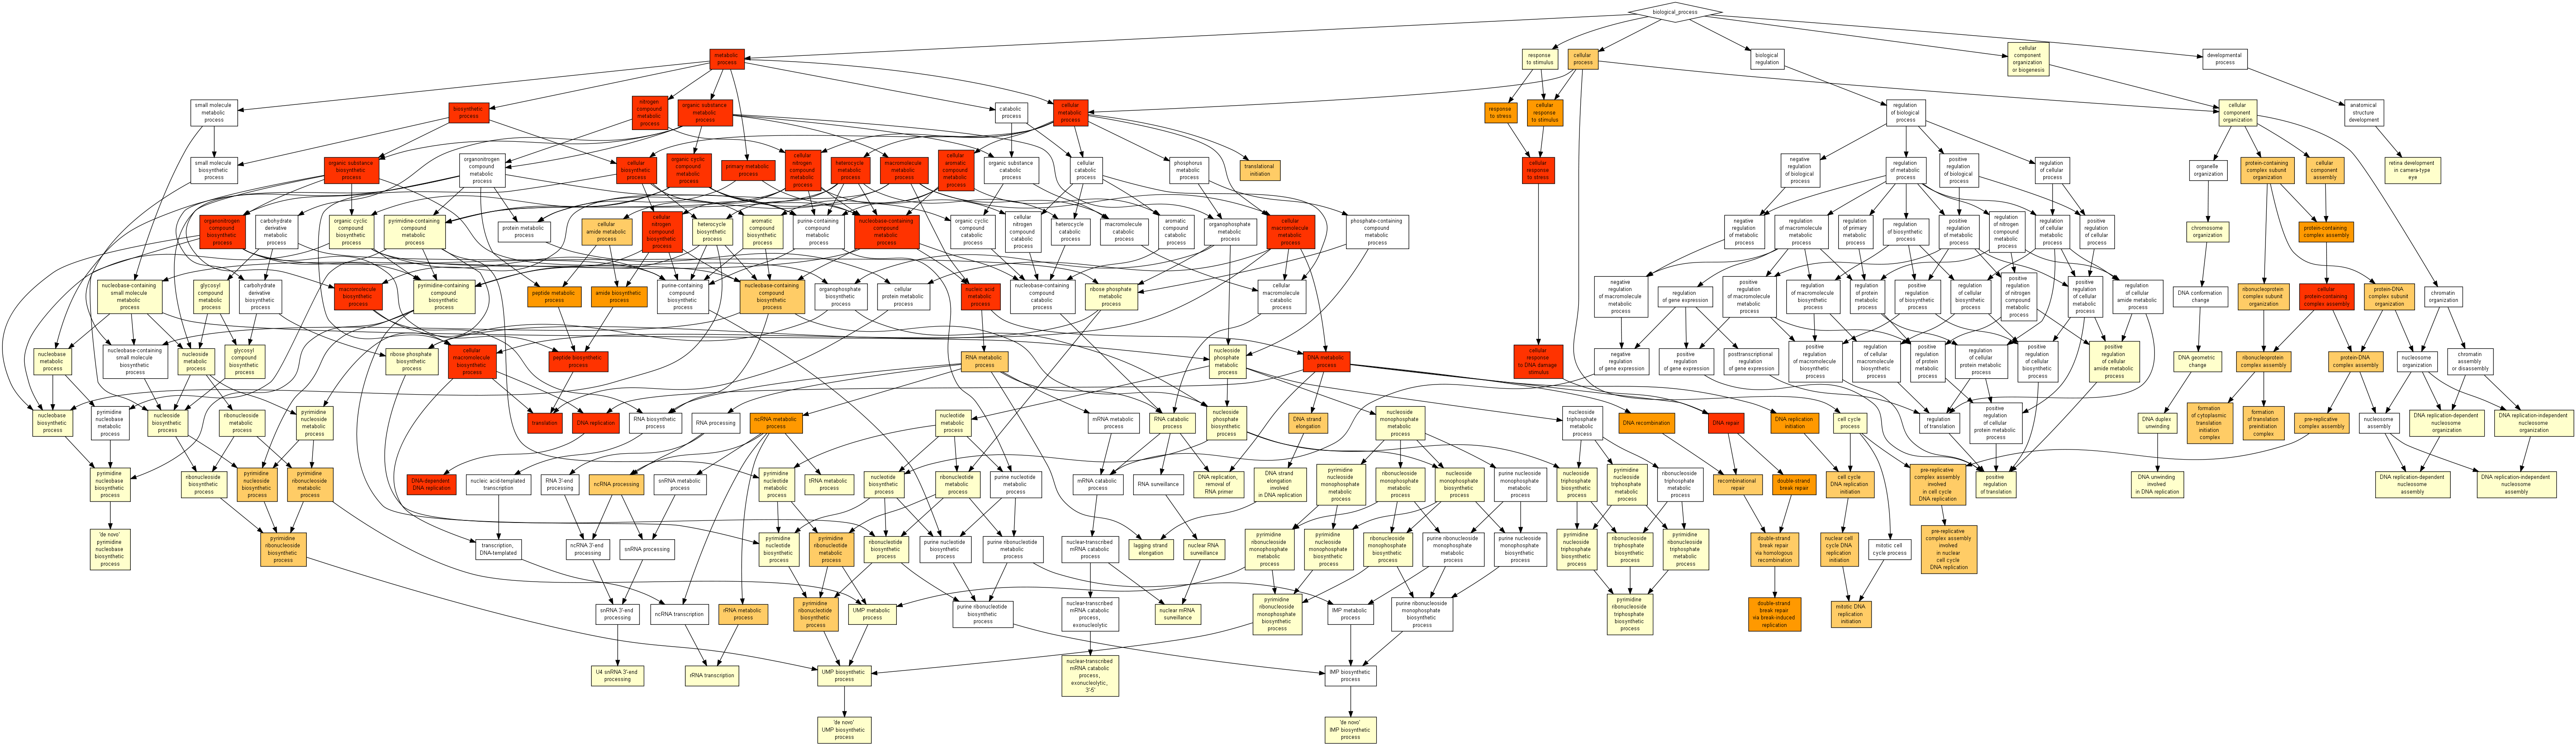 biological_process
metabolic
process
response
to stimulus
cellular
process
biological
regulation
cellular
component
organization
or biogenesis
developmental
process
small molecule
metabolic
process
biosynthetic
process
nitrogen
compound
metabolic
process
organic substance
metabolic
process
catabolic
process
cellular
metabolic
process
response
to stress
cellular
response
to stimulus
regulation
of biological
process
cellular
component
organization
anatomical
structure
development
small molecule
biosynthetic
process
organic substance
biosynthetic
process
organonitrogen
compound
metabolic
process
cellular
biosynthetic
process
organic cyclic
compound
metabolic
process
primary metabolic
process
cellular
nitrogen
compound
metabolic
process
heterocycle
metabolic
process
macromolecule
metabolic
process
cellular
aromatic
compound
metabolic
process
organic substance
catabolic
process
cellular
catabolic
process
phosphorus
metabolic
process
translational
initiation
cellular
response
to stress
negative
regulation
of biological
process
regulation
of metabolic
process
positive
regulation
of biological
process
regulation
of cellular
process
organelle
organization
protein-containing
complex subunit
organization
cellular
component
assembly
retina development
in camera-type
eye
organonitrogen
compound
biosynthetic
process
carbohydrate
derivative
metabolic
process
organic cyclic
compound
biosynthetic
process
pyrimidine-containing
compound
metabolic
process
protein metabolic
process
cellular
amide metabolic
process
cellular
nitrogen
compound
biosynthetic
process
heterocycle
biosynthetic
process
aromatic
compound
biosynthetic
process
purine-containing
compound
metabolic
process
nucleobase-containing
compound
metabolic
process
organic cyclic
compound
catabolic
process
cellular
nitrogen
compound
catabolic
process
heterocycle
catabolic
process
macromolecule
catabolic
process
aromatic
compound
catabolic
process
organophosphate
metabolic
process
cellular
macromolecule
metabolic
process
phosphate-containing
compound
metabolic
process
negative
regulation
of metabolic
process
regulation
of macromolecule
metabolic
process
regulation
of primary
metabolic
process
regulation
of biosynthetic
process
positive
regulation
of metabolic
process
regulation
of nitrogen
compound
metabolic
process
regulation
of cellular
metabolic
process
positive
regulation
of cellular
process
chromosome
organization
protein-containing
complex assembly
nucleobase-containing
small molecule
metabolic
process
glycosyl
compound
metabolic
process
carbohydrate
derivative
biosynthetic
process
macromolecule
biosynthetic
process
pyrimidine-containing
compound
biosynthetic
process
peptide metabolic
process
amide biosynthetic
process
purine-containing
compound
biosynthetic
process
nucleobase-containing
compound
biosynthetic
process
organophosphate
biosynthetic
process
cellular
protein metabolic
process
nucleic acid
metabolic
process
nucleobase-containing
compound
catabolic
process
ribose phosphate
metabolic
process
cellular
macromolecule
catabolic
process
negative
regulation
of macromolecule
metabolic
process
regulation
of gene expression
positive
regulation
of macromolecule
metabolic
process
regulation
of macromolecule
biosynthetic
process
regulation
of protein
metabolic
process
positive
regulation
of biosynthetic
process
regulation
of cellular
biosynthetic
process
positive
regulation
of nitrogen
compound
metabolic
process
positive
regulation
of cellular
metabolic
process
regulation
of cellular
amide metabolic
process
DNA conformation
change
ribonucleoprotein
complex subunit
organization
cellular
protein-containing
complex assembly
protein-DNA
complex subunit
organization
chromatin
organization
nucleobase
metabolic
process
nucleobase-containing
small molecule
biosynthetic
process
nucleoside
metabolic
process
glycosyl
compound
biosynthetic
process
ribose phosphate
biosynthetic
process
cellular
macromolecule
biosynthetic
process
peptide biosynthetic
process
RNA metabolic
process
nucleoside
phosphate
metabolic
process
DNA metabolic
process
cellular
response
to DNA damage
stimulus
negative
regulation
of gene expression
positive
regulation
of gene expression
posttranscriptional
regulation
of gene expression
positive
regulation
of macromolecule
biosynthetic
process
regulation
of cellular
macromolecule
biosynthetic
process
positive
regulation
of protein
metabolic
process
regulation
of cellular
protein metabolic
process
positive
regulation
of cellular
biosynthetic
process
positive
regulation
of cellular
amide metabolic
process
DNA geometric
change
ribonucleoprotein
complex assembly
protein-DNA
complex assembly
nucleosome
organization
chromatin
assembly
or disassembly
nucleobase
biosynthetic
process
pyrimidine
nucleobase
metabolic
process
nucleoside
biosynthetic
process
ribonucleoside
metabolic
process
pyrimidine
nucleoside
metabolic
process
translation
DNA replication
RNA biosynthetic
process
RNA processing
ncRNA metabolic
process
nucleotide
metabolic
process
mRNA metabolic
process
RNA catabolic
process
nucleoside
phosphate
biosynthetic
process
DNA strand
elongation
nucleoside
monophosphate
metabolic
process
nucleoside
triphosphate
metabolic
process
DNA recombination
DNA repair
DNA replication
initiation
cell cycle
process
regulation
of translation
positive
regulation
of cellular
protein metabolic
process
DNA duplex
unwinding
formation
of cytoplasmic
translation
initiation
complex
formation
of translation
preinitiation
complex
pre-replicative
complex assembly
nucleosome
assembly
DNA replication-dependent
nucleosome
organization
DNA replication-independent
nucleosome
organization
pyrimidine
nucleobase
biosynthetic
process
ribonucleoside
biosynthetic
process
pyrimidine
nucleoside
biosynthetic
process
pyrimidine
ribonucleoside
metabolic
process
DNA-dependent
DNA replication
nucleic acid-templated
transcription
RNA 3'-end
processing
ncRNA processing
snRNA metabolic
process
pyrimidine
nucleotide
metabolic
process
tRNA metabolic
process
nucleotide
biosynthetic
process
ribonucleotide
metabolic
process
purine nucleotide
metabolic
process
mRNA catabolic
process
RNA surveillance
DNA replication,
removal of
RNA primer
DNA strand
elongation
involved
in DNA replication
pyrimidine
nucleoside
monophosphate
metabolic
process
ribonucleoside
monophosphate
metabolic
process
nucleoside
monophosphate
biosynthetic
process
purine nucleoside
monophosphate
metabolic
process
nucleoside
triphosphate
biosynthetic
process
pyrimidine
nucleoside
triphosphate
metabolic
process
ribonucleoside
triphosphate
metabolic
process
recombinational
repair
double-strand
break repair
cell cycle
DNA replication
initiation
pre-replicative
complex assembly
involved
in cell cycle
DNA replication
positive
regulation
of translation
DNA unwinding
involved
in DNA replication
DNA replication-dependent
nucleosome
assembly
DNA replication-independent
nucleosome
assembly
'de novo'
pyrimidine
nucleobase
biosynthetic
process
pyrimidine
ribonucleoside
biosynthetic
process
transcription,
DNA-templated
ncRNA 3'-end
processing
snRNA processing
pyrimidine
nucleotide
biosynthetic
process
pyrimidine
ribonucleotide
metabolic
process
ribonucleotide
biosynthetic
process
purine nucleotide
biosynthetic
process
purine ribonucleotide
metabolic
process
nuclear-transcribed
mRNA catabolic
process
lagging strand
elongation
nuclear RNA
surveillance
pyrimidine
ribonucleoside
monophosphate
metabolic
process
pyrimidine
nucleoside
monophosphate
biosynthetic
process
ribonucleoside
monophosphate
biosynthetic
process
purine ribonucleoside
monophosphate
metabolic
process
purine nucleoside
monophosphate
biosynthetic
process
pyrimidine
nucleoside
triphosphate
biosynthetic
process
ribonucleoside
triphosphate
biosynthetic
process
pyrimidine
ribonucleoside
triphosphate
metabolic
process
double-strand
break repair
via homologous
recombination
nuclear cell
cycle DNA
replication
initiation
mitotic cell
cycle process
pre-replicative
complex assembly
involved
in nuclear
cell cycle
DNA replication
snRNA 3'-end
processing
ncRNA transcription
rRNA metabolic
process
pyrimidine
ribonucleotide
biosynthetic
process
UMP metabolic
process
purine ribonucleotide
biosynthetic
process
nuclear-transcribed
mRNA catabolic
process,
exonucleolytic
nuclear mRNA
surveillance
pyrimidine
ribonucleoside
monophosphate
biosynthetic
process
IMP metabolic
process
purine ribonucleoside
monophosphate
biosynthetic
process
pyrimidine
ribonucleoside
triphosphate
biosynthetic
process
double-strand
break repair
via break-induced
replication
mitotic DNA
replication
initiation
U4 snRNA 3'-end
processing
rRNA transcription
UMP biosynthetic
process
nuclear-transcribed
mRNA catabolic
process,
exonucleolytic,
3'-5'
IMP biosynthetic
process
'de novo'
UMP biosynthetic
process
'de novo'
IMP biosynthetic
process